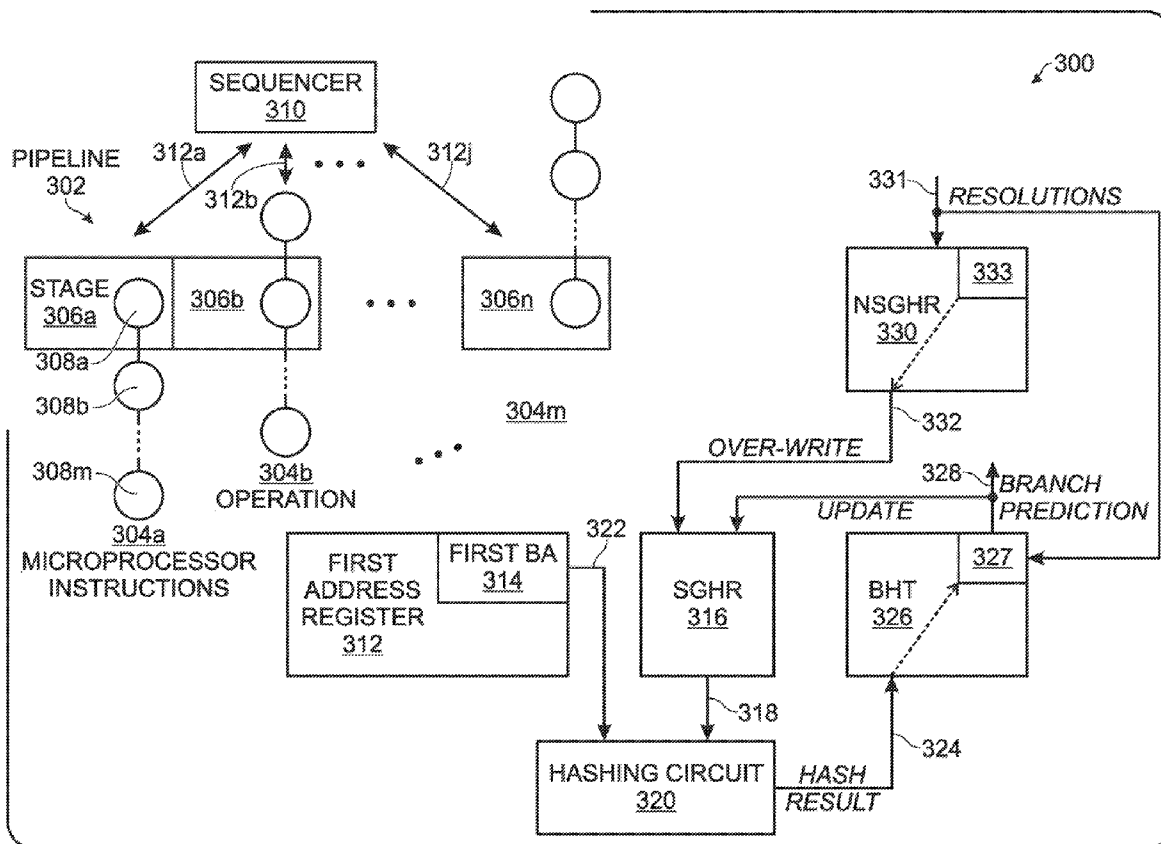 300
SEQUENCER
310
PIPELINE
302
312a
312b
• • •
312j
331
RESOLUTIONS
STAGE
306a
306b
• • •
306n
333
NSGHR
330
308a
308b
308m
304a
MICROPROCESSOR
INSTRUCTIONS
304b
OPERATION
304m
• • •
332
OVER-WRITE
328
BRANCH
PREDICTION
UPDATE
FIRST
ADDRESS
REGISTER
312
FIRST BA
314
322
SGHR
316
327
BHT
326
318
324
HASHING CIRCUIT
320
HASH
RESULT